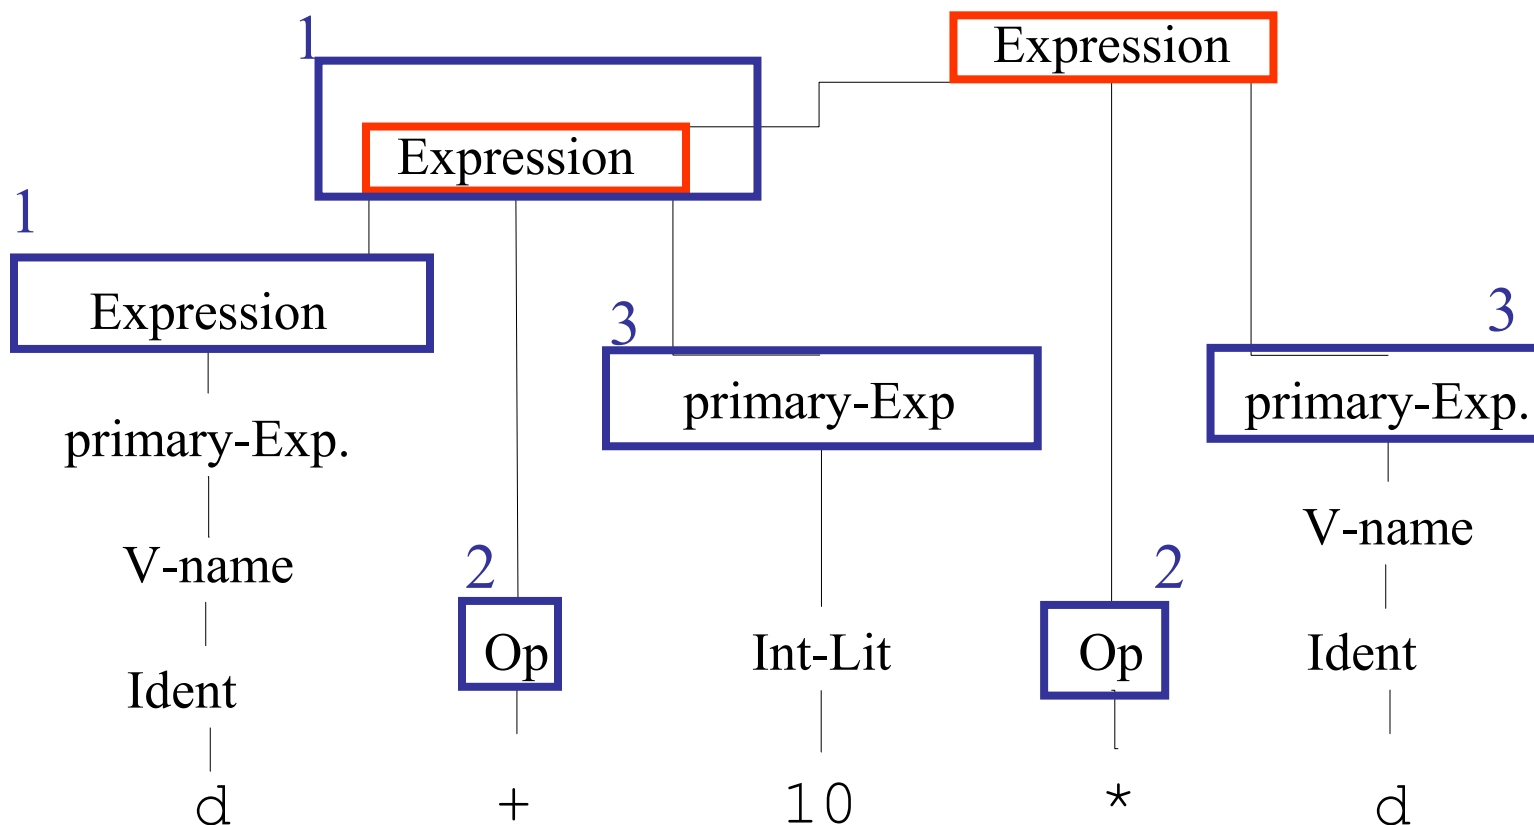 1
Expression
Expression
1
Expression
3
3
primary-Exp
primary-Exp.
primary-Exp.
V-name
V-name
2
2
Op
Int-Lit
Op
Ident
Ident
d + 10 * d